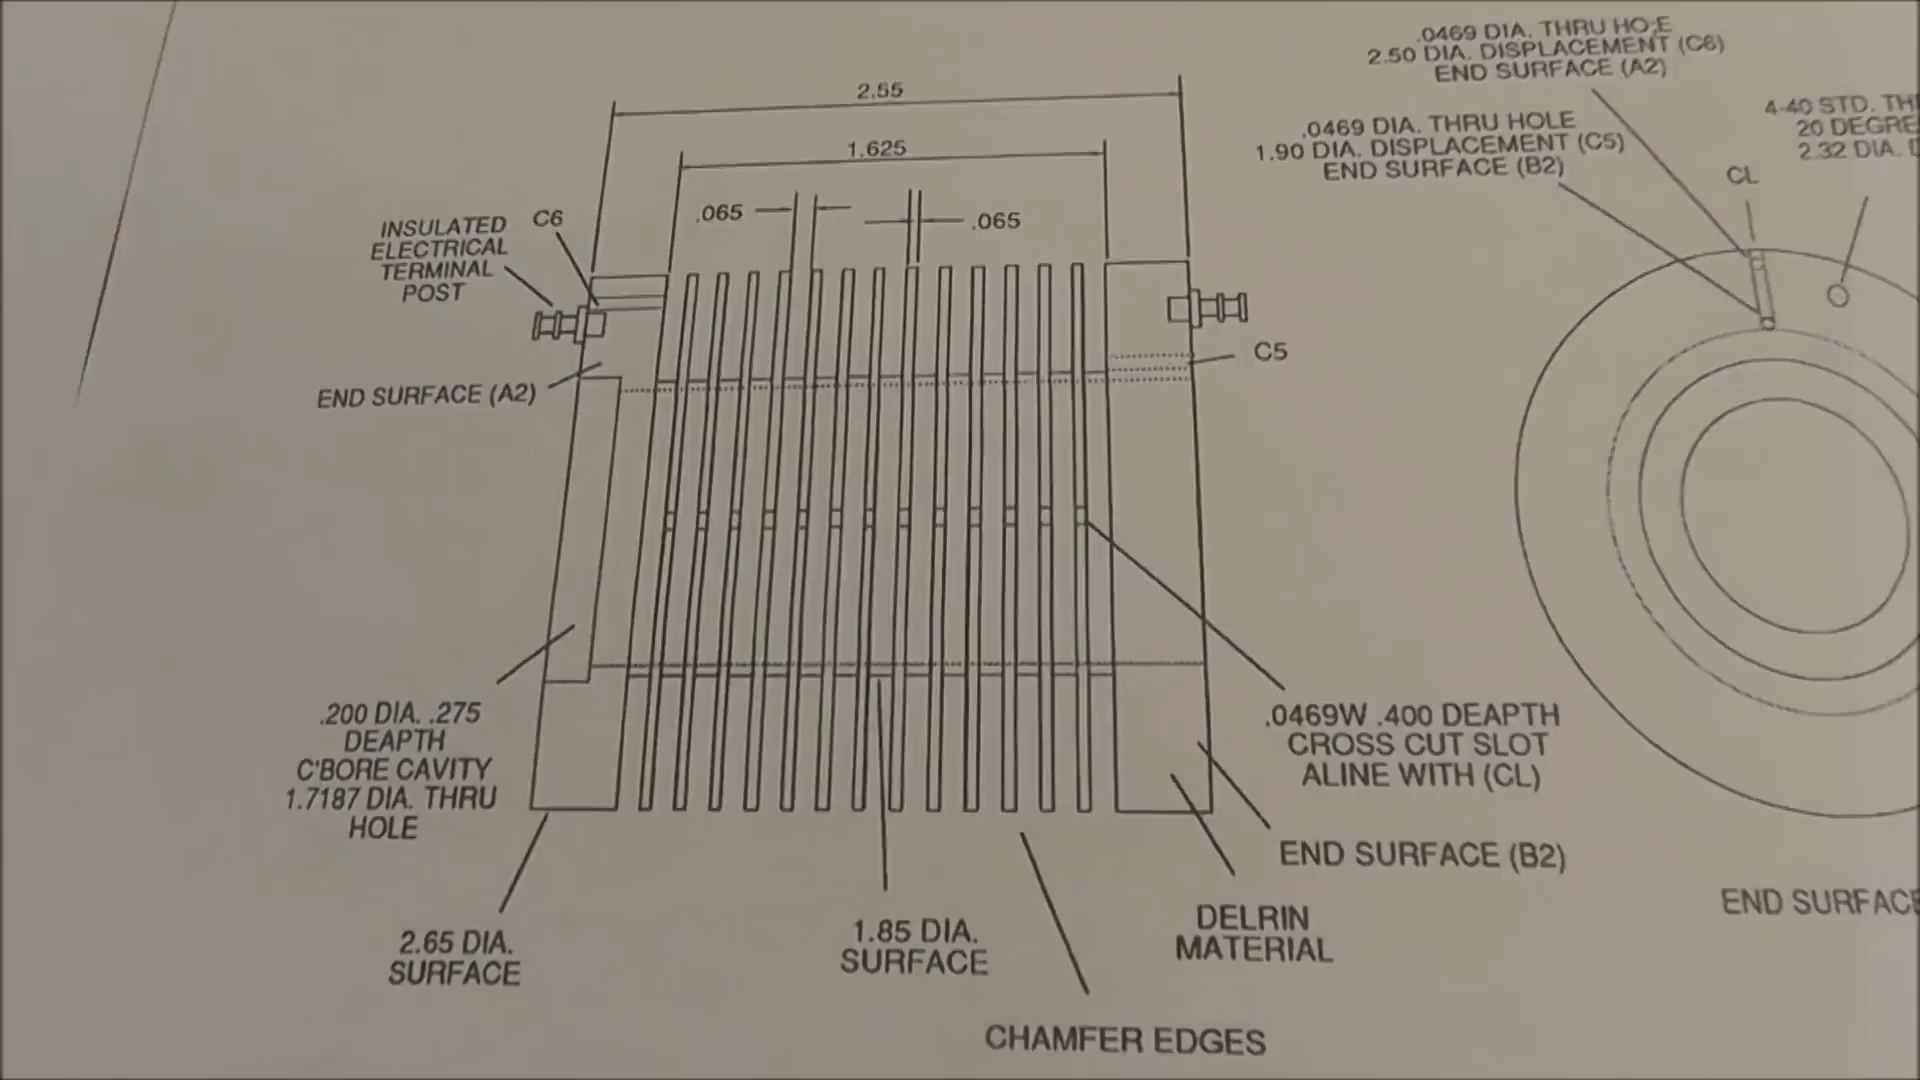 .0469 DIA. THRU HOLE
2.50 DIA. DISPLACEMENT (C6)
END SURFACE (A2)
.0469 DIA. THRU HOLE
1.90 DIA. DISPLACEMENT (C5)
END SURFACE (B2)
4-40 STD.
20
2.32 DIA.
CL
2.55
1.625
.065
.065
INSULATED
ELECTRICAL
TERMINAL
POST
C6
C5
END SURFACE (A2)
.200 DIA. .275
DEAPTH
C'BORE CAVITY
1.7187 DIA. THRU
HOLE
.0469W .400 DEAPTH
CROSS CUT SLOT
ALINE WITH (CL)
END SURFACE (B2)
DELRIN
MATERIAL
2.65 DIA.
SURFACE
1.85 DIA.
SURFACE
CHAMFER EDGES
END SURFACE